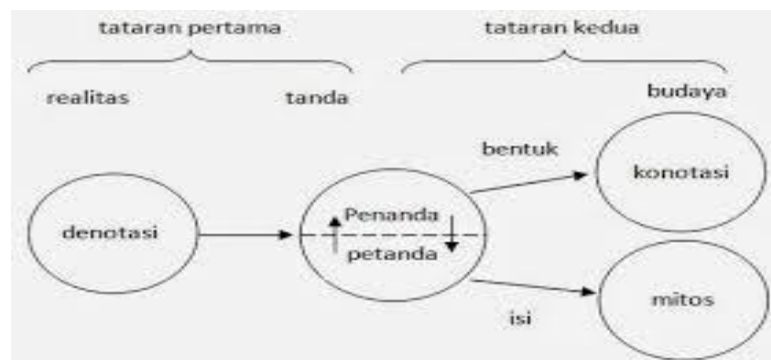 tataran pertama
tataran kedua
realitas
tanda
budaya
bentuk
konotasi
denotasi
Penanda
petanda
mitos
isi